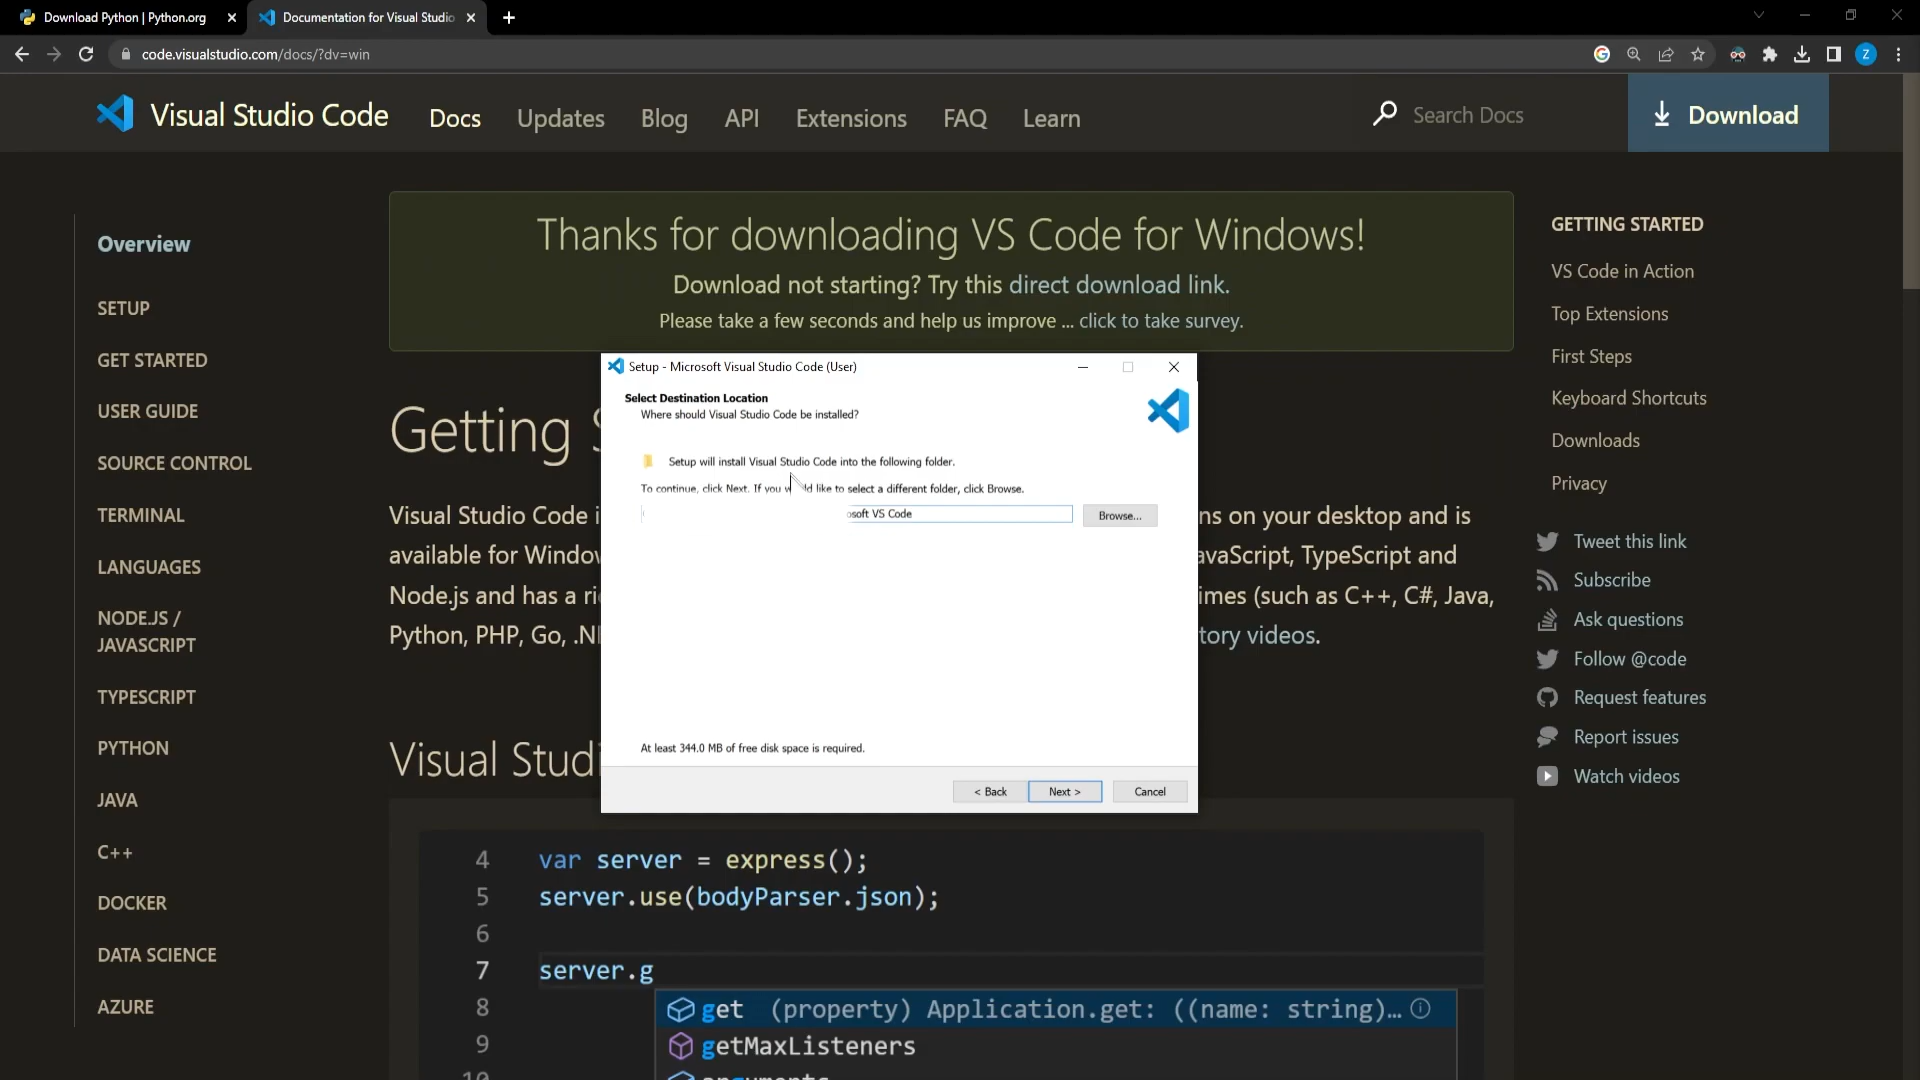 Download Python | Python.org
Documentation for Visual Studio
code.visualstudio.com/docs/?dv=win
Z
Visual Studio Code
Docs
Updates
Blog
API
Extensions
FAQ
Learn
Search Docs
Download
Overview
SETUP
GET STARTED
USER GUIDE
SOURCE CONTROL
TERMINAL
LANGUAGES
NODE.JS /
JAVASCRIPT
TYPESCRIPT
PYTHON
JAVA
C++
DOCKER
DATA SCIENCE
AZURE
Thanks for downloading VS Code for Windows!
Download not starting? Try this direct download link.
Please take a few seconds and help us improve ... click to take survey.
Getting
Visual Studio Code ns on your desktop and is
available for avaScript, TypeScript and
Node.js and has a imes (such as C++, C#, Java,
Python, PHP, Go, tory videos.
Setup - Microsoft Visual Studio Code (User)
Select Destination Location
Where should Visual Studio Code be installed?
Setup will install Visual Studio Code into the following folder.
To continue, click Next. If you like to select a different folder, click Browse.
osoft VS Code
Browse...
At least 344.0 MB of free disk space is required.
< Back
Next >
Cancel
Visual
4 var server = express();
5 server.use(bodyParser.json);
6
7 server.g
8 get (property) Application.get: ((name: string)…
9 getMaxListeners
GETTING STARTED
VS Code in Action
Top Extensions
First Steps
Keyboard Shortcuts
Downloads
Privacy
Tweet this link
Subscribe
Ask questions
Follow @code
Request features
Report issues
Watch videos